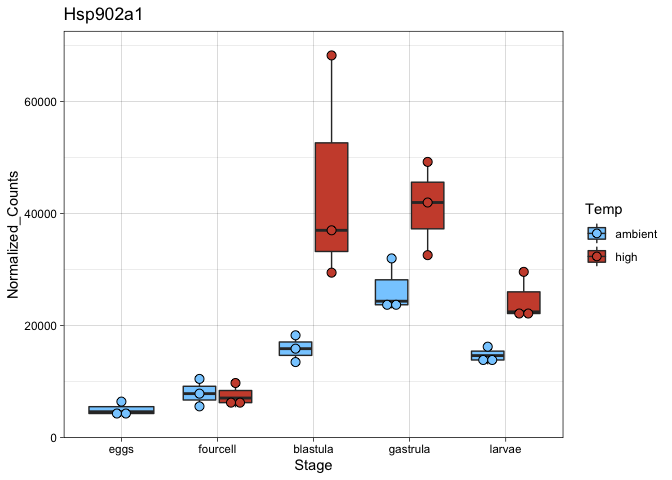 Hsp902a1
Normalized_Counts
60000
40000
20000
0
eggs
fourcell
blastula
gastrula
larvae
Stage
Temp
ambient
high